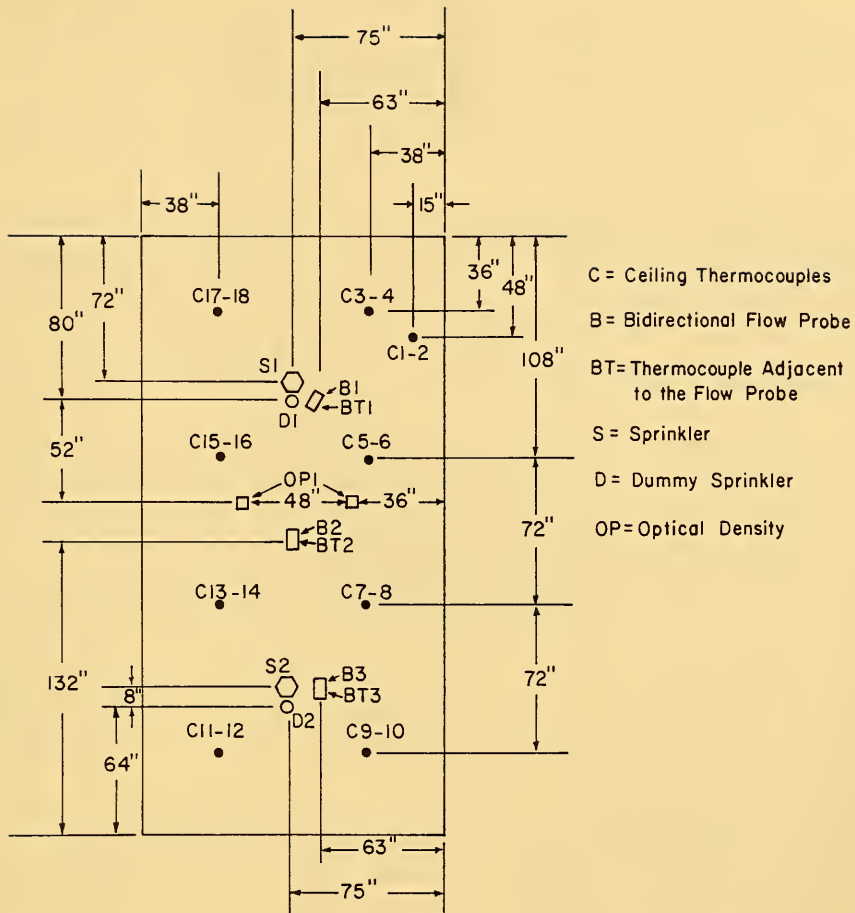 75"
63"
38"
15"
38"
36"
48"
72"
80"
108"
C17-18
C3-4
C1-2
S1
B1
BT1
D1
52"
C15-16
C5-6
OP1
48"
36"
B2
BT2
72"
C13-14
C7-8
132"
S2
B3
BT3
8"
D2
72"
C11-12
C9-10
64"
63"
75"
C = Ceiling Thermocouples
B = Bidirectional Flow Probe
BT= Thermocouple Adjacent
to the Flow Probe
S = Sprinkler
D = Dummy Sprinkler
OP= Optical Density